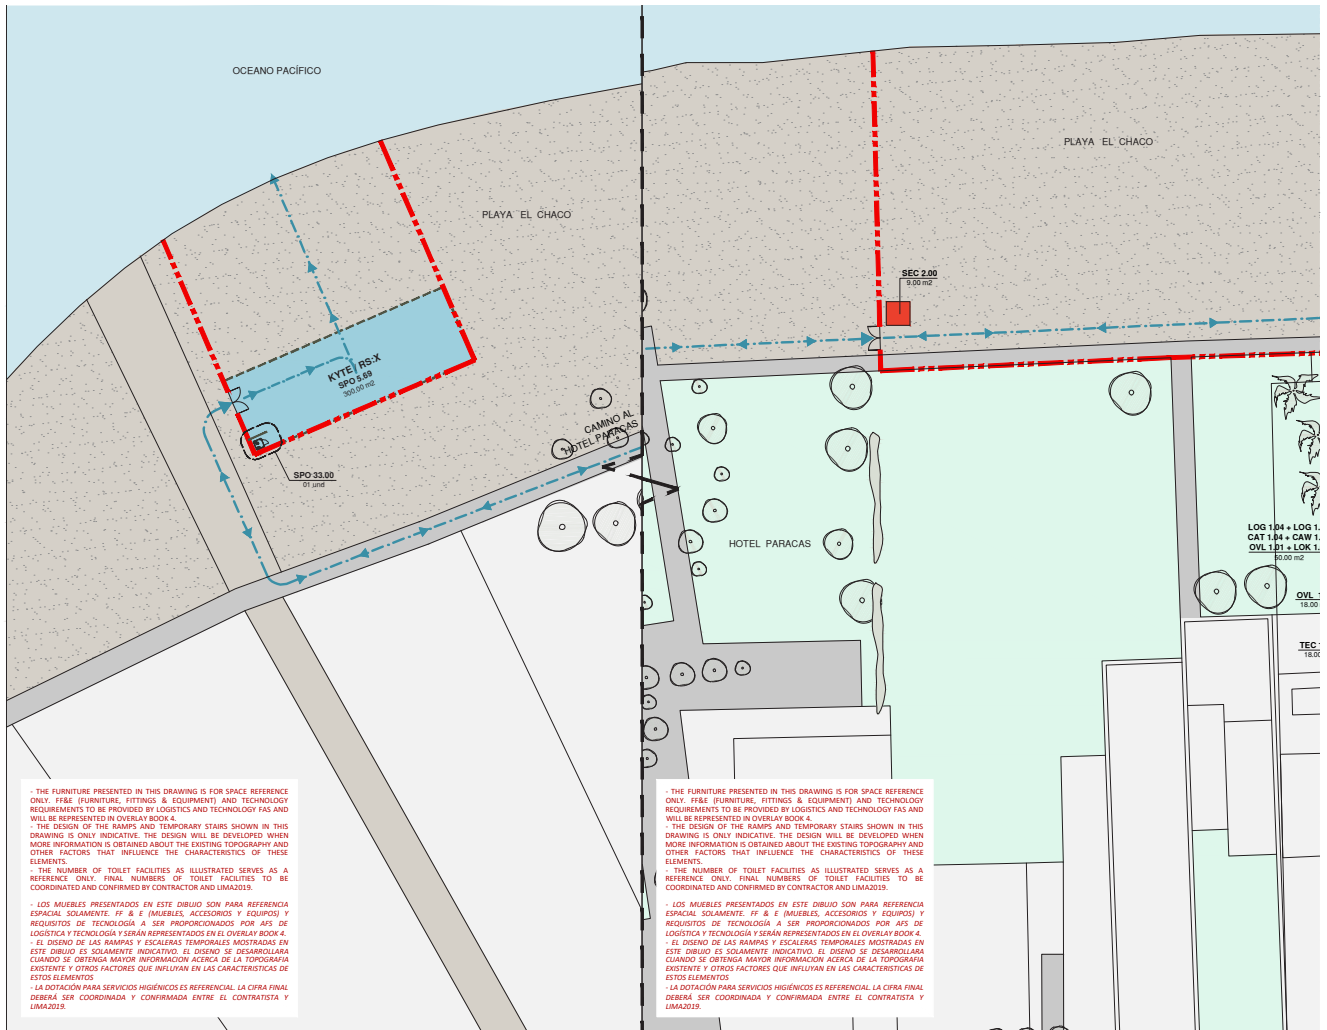 OCEANO PACÍFICO
PLAYA EL CHACO
KYTE / RS:X
SPO 5.69
300.00 m2
SPO 33.00
01 und
CAMINO AL
HOTEL PARACAS
- THE FURNITURE PRESENTED IN THIS DRAWING IS FOR SPACE REFERENCE
ONLY. FF&E (FURNITURE, FITTINGS & EQUIPMENT) AND TECHNOLOGY
REQUIREMENTS TO BE PROVIDED BY LOGISTICS AND TECHNOLOGY FAS AND
WILL BE REPRESENTED IN OVERLAY BOOK 4.
- THE DESIGN OF THE RAMPS AND TEMPORARY STAIRS SHOWN IN THIS
DRAWING IS ONLY INDICATIVE. THE DESIGN WILL BE DEVELOPED WHEN
MORE INFORMATION IS OBTAINED ABOUT THE EXISTING TOPOGRAPHY AND
OTHER FACTORS THAT INFLUENCE THE CHARACTERISTICS OF THESE
ELEMENTS.
- THE NUMBER OF TOILET FACILITIES AS ILLUSTRATED SERVES AS A
REFERENCE ONLY. FINAL NUMBERS OF TOILET FACILITIES TO BE
COORDINATED AND CONFIRMED BY CONTRACTOR AND LIMA2019.
- LOS MUEBLES PRESENTADOS EN ESTE DIBUJO SON PARA REFERENCIA
ESPACIAL SOLAMENTE. FF & E (MUEBLES, ACCESORIOS Y EQUIPOS) Y
REQUISITOS DE TECNOLOGÍA A SER PROPORCIONADOS POR AFS DE
LOGÍSTICA Y TECNOLOGÍA Y SERÁN REPRESENTADOS EN EL OVERLAY BOOK 4.
- EL DISENO DE LAS RAMPAS Y ESCALERAS TEMPORALES MOSTRADAS EN
ESTE DIBUJO ES SOLAMENTE INDICATIVO. EL DISENO SE DESARROLLARA
CUANDO SE OBTENGA MAYOR INFORMACION ACERCA DE LA TOPOGRAFIA
EXISTENTE Y OTROS FACTORES QUE INFLUYAN EN LAS CARACTERISTICAS DE
ESTOS ELEMENTOS
- LA DOTACIÓN PARA SERVICIOS HIGIÉNICOS ES REFERENCIAL. LA CIFRA FINAL
DEBERÁ SER COORDINADA Y CONFIRMADA ENTRE EL CONTRATISTA Y
LIMA2019.
PLAYA EL CHACO
SEC 2.00
9.00 m2
HOTEL PARACAS
LOG 1.04 + LOG 1.
CAT 1.04 + CAW 1.
OVL 1.01 + LOK 1.
50.00 m2
OVL
18.00
TEC
18.00
- THE FURNITURE PRESENTED IN THIS DRAWING IS FOR SPACE REFERENCE
ONLY. FF&E (FURNITURE, FITTINGS & EQUIPMENT) AND TECHNOLOGY
REQUIREMENTS TO BE PROVIDED BY LOGISTICS AND TECHNOLOGY FAS AND
WILL BE REPRESENTED IN OVERLAY BOOK 4.
- THE DESIGN OF THE RAMPS AND TEMPORARY STAIRS SHOWN IN THIS
DRAWING IS ONLY INDICATIVE. THE DESIGN WILL BE DEVELOPED WHEN
MORE INFORMATION IS OBTAINED ABOUT THE EXISTING TOPOGRAPHY AND
OTHER FACTORS THAT INFLUENCE THE CHARACTERISTICS OF THESE
ELEMENTS.
- THE NUMBER OF TOILET FACILITIES AS ILLUSTRATED SERVES AS A
REFERENCE ONLY. FINAL NUMBERS OF TOILET FACILITIES TO BE
COORDINATED AND CONFIRMED BY CONTRACTOR AND LIMA2019.
- LOS MUEBLES PRESENTADOS EN ESTE DIBUJO SON PARA REFERENCIA
ESPACIAL SOLAMENTE. FF & E (MUEBLES, ACCESORIOS Y EQUIPOS) Y
REQUISITOS DE TECNOLOGÍA A SER PROPORCIONADOS POR AFS DE
LOGÍSTICA Y TECNOLOGÍA Y SERÁN REPRESENTADOS EN EL OVERLAY BOOK 4.
- EL DISENO DE LAS RAMPAS Y ESCALERAS TEMPORALES MOSTRADAS EN
ESTE DIBUJO ES SOLAMENTE INDICATIVO. EL DISENO SE DESARROLLARA
CUANDO SE OBTENGA MAYOR INFORMACION ACERCA DE LA TOPOGRAFIA
EXISTENTE Y OTROS FACTORES QUE INFLUYAN EN LAS CARACTERISTICAS DE
ESTOS ELEMENTOS
- LA DOTACIÓN PARA SERVICIOS HIGIÉNICOS ES REFERENCIAL. LA CIFRA FINAL
DEBERÁ SER COORDINADA Y CONFIRMADA ENTRE EL CONTRATISTA Y
LIMA2019.